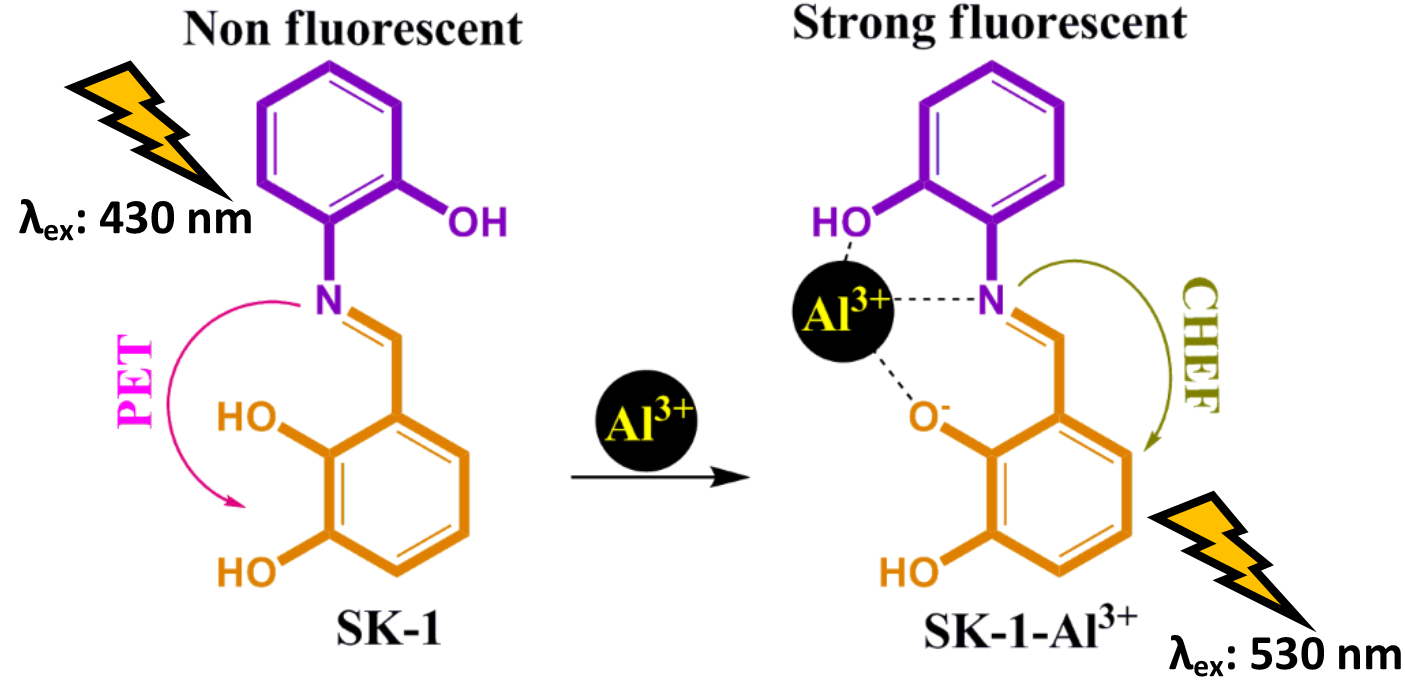 Non fluorescent
Strong fluorescent
λex: 430 nm
OH
HO
N
Al³⁺
N
PET
CHEF
HO
Al³⁺
O⁻
HO
HO
SK-1
SK-1-Al³⁺
λex: 530 nm